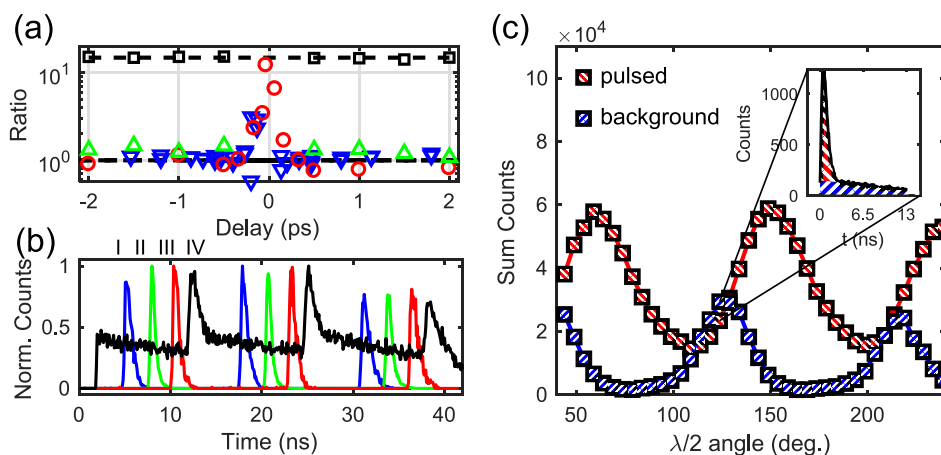 (a)
10¹
10⁰
Ratio
-2 -1 0 1 2
Delay (ps)
(b)
I II III IV
1
0.5
0
Norm. Counts
0 10 20 30 40
Time (ns)
(c)
×10⁴
10
8
6
4
2
0
Sum Counts
pulsed
background
1000
500
0
Counts
0 6.5 13
t (ns)
50 100 150 200
λ/2 angle (deg.)